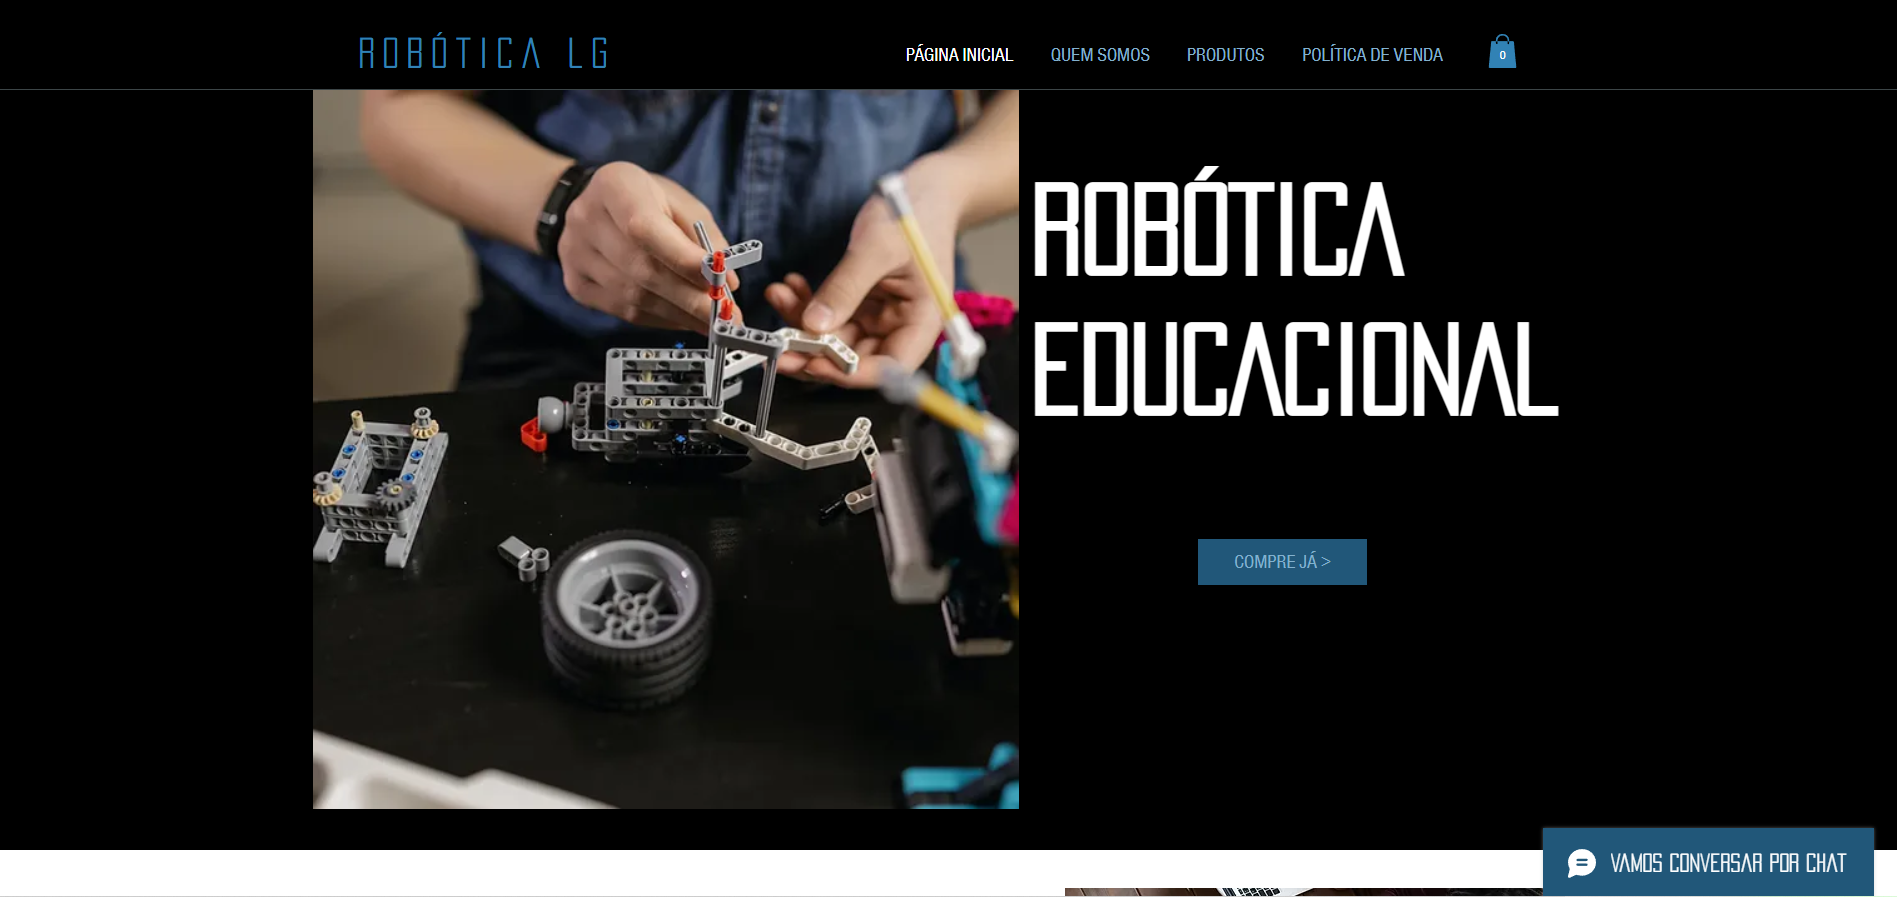 ROBÓTICA LG
PÁGINA INICIAL
QUEM SOMOS
PRODUTOS
POLÍTICA DE VENDA
0
ROBÓTICA
EDUCACIONAL
COMPRE JÁ >
VAMOS CONVERSAR POR CHAT